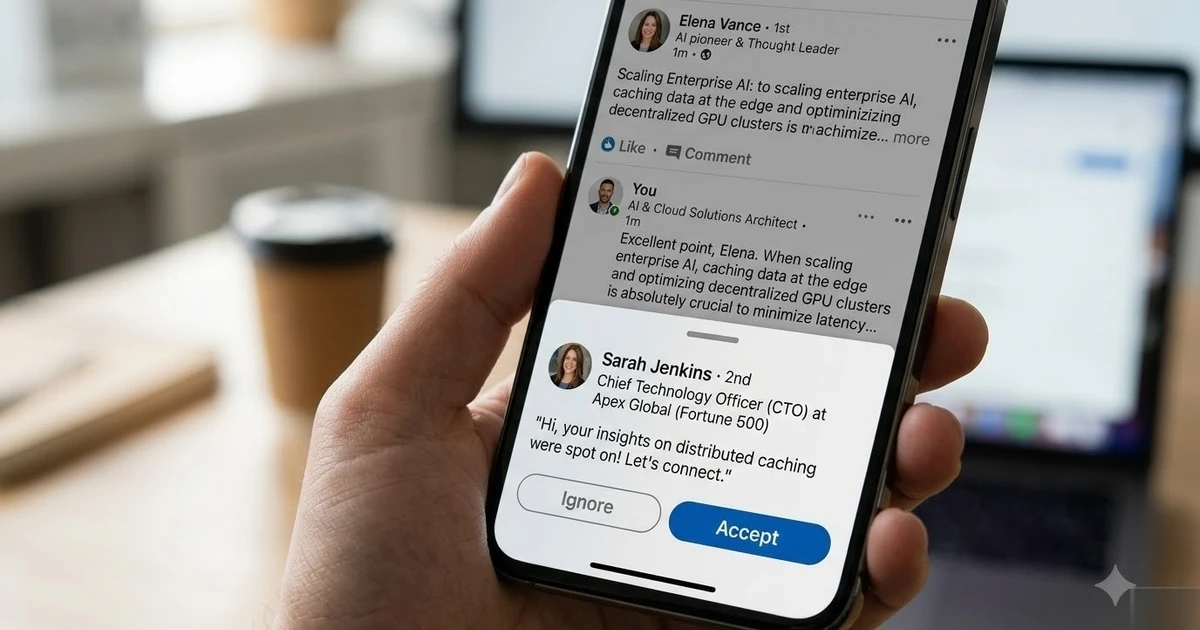 Elena Vance · 1st
AI pioneer & Thought Leader
1m ·
Scaling Enterprise AI: to scaling enterprise AI,
caching data at the edge and optiminizizing
decentralized GPU clusters is machimize... more
Like · Comment
You
AI & Cloud Solutions Architect ·
1m
Excellent point, Elena. When scaling
enterprise AI, caching data at the edge
and optimizing decentralized GPU clusters
is absolutely crucial to minimize latency...
Sarah Jenkins · 2nd
Chief Technology Officer (CTO) at
Apex Global (Fortune 500)
"Hi, your insights on distributed caching
were spot on! Let's connect."
Ignore
Accept